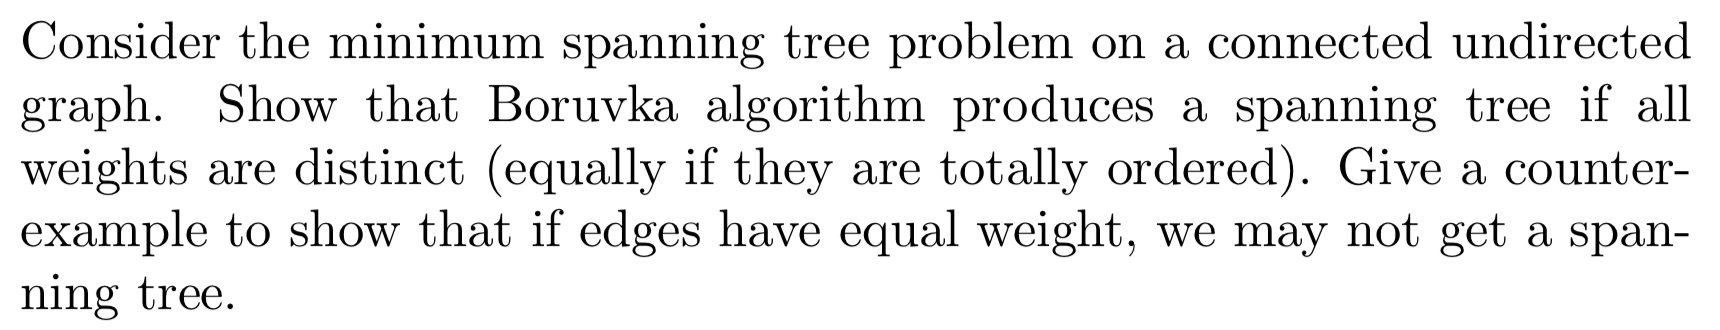 Consider the minimum spanning tree problem on a connected undirected
graph. Show that Boruvka algorithm produces a spanning tree if all
weights are distinct (equally if they are totally ordered). Give a counter-
example to show that if edges have equal weight, we may not get a span-
ning tree.